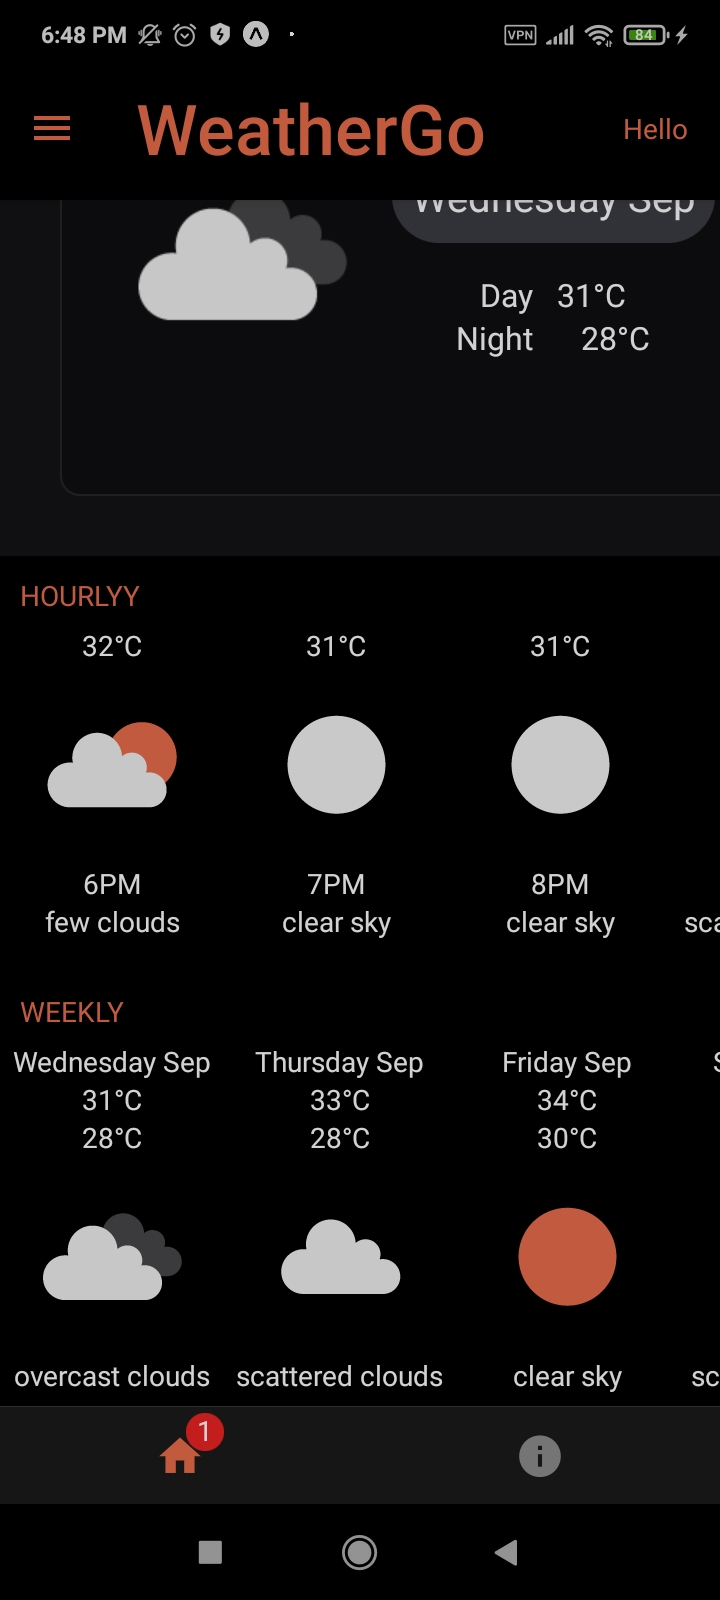 6:48 PM VPN 84
WeatherGo Hello
Wednesday Sep
Day 31°C
Night 28°C
HOURLYY
32°C 31°C 31°C
6PM 7PM 8PM
few clouds clear sky clear sky
WEEKLY
Wednesday Sep Thursday Sep Friday Sep
31°C 33°C 34°C
28°C 28°C 30°C
overcast clouds scattered clouds clear sky
1